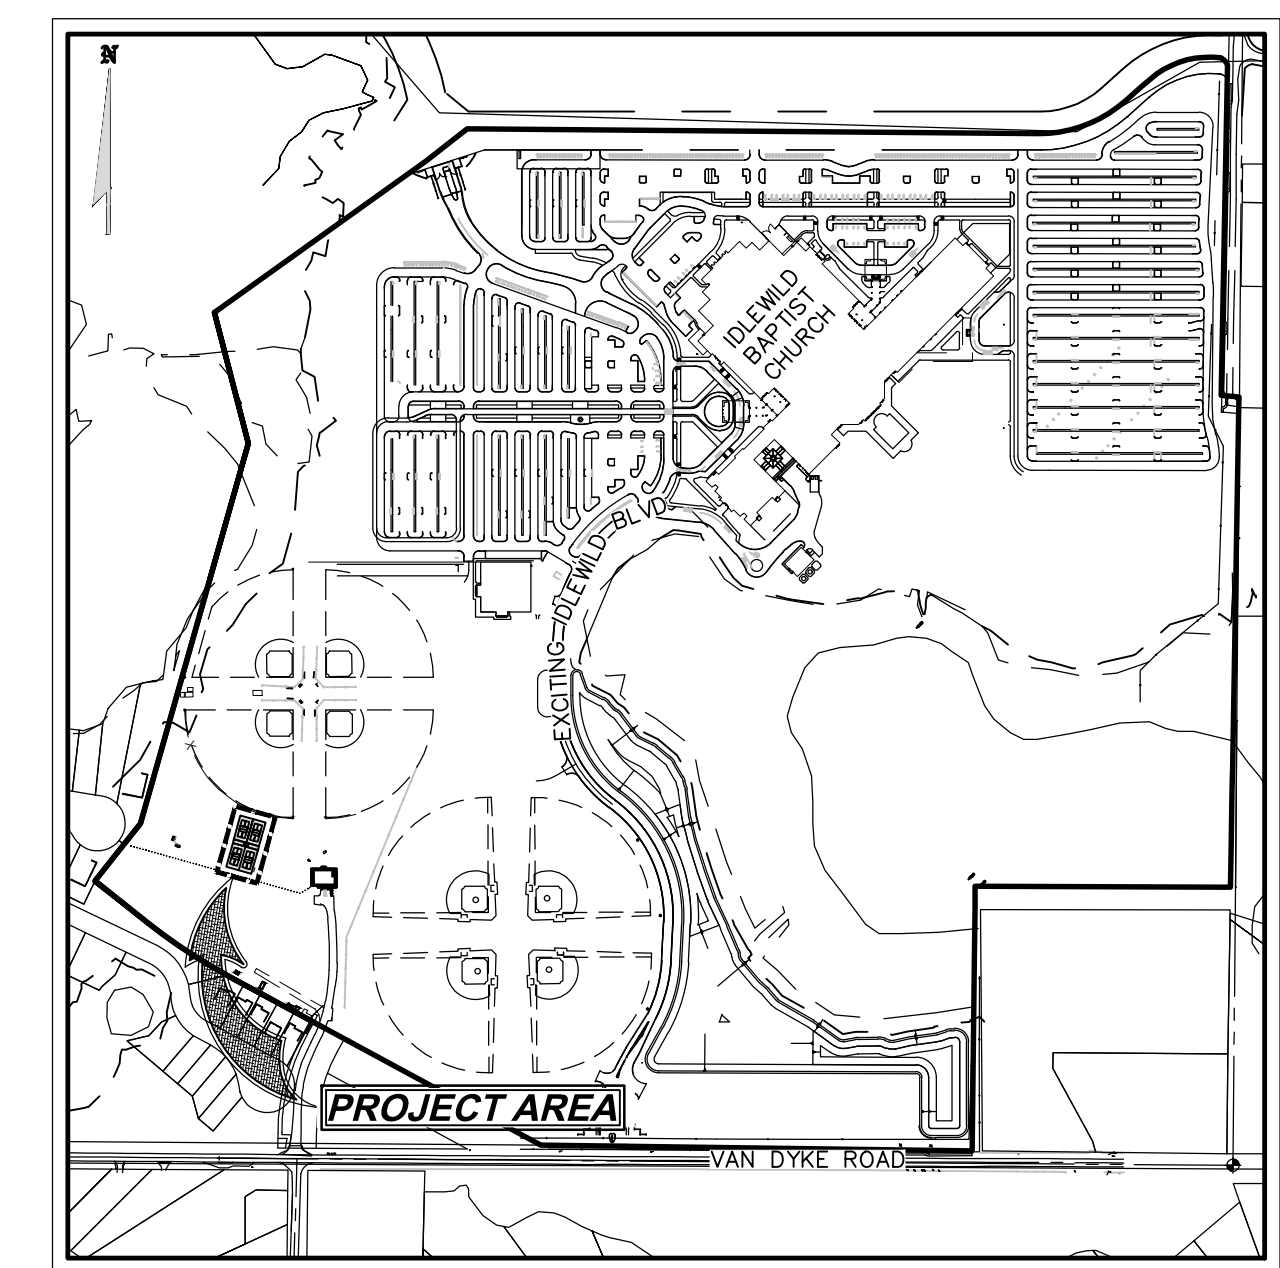 N
IDLEWILD
BAPTIST
CHURCH
EXCITING IDLEWILD BLVD
PROJECT AREA
VAN DYKE ROAD